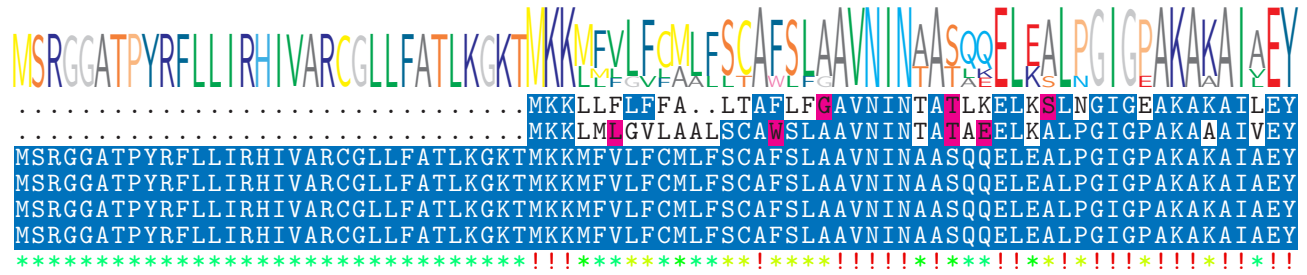 MSRGGATPYRFLLIRHIVARCGLLFATLKGKTMKKMFVLFCMLFSCAFSLAAVNINAASQQELEALPGIGPAKAKAIAEY
................................MKKLLFLFFA..LTAFLFGAVNINTATLKELKSLNGIGEAKAKAILEY
................................MKKLMLGVLAALSCAWSLAAVNINTATAEELKALPGIGPAKAAAIVEY
MSRGGATPYRFLLIRHIVARCGLLFATLKGKTMKKMFVLFCMLFSCAFSLAAVNINAASQQELEALPGIGPAKAKAIAEY
MSRGGATPYRFLLIRHIVARCGLLFATLKGKTMKKMFVLFCMLFSCAFSLAAVNINAASQQELEALPGIGPAKAKAIAEY
MSRGGATPYRFLLIRHIVARCGLLFATLKGKTMKKMFVLFCMLFSCAFSLAAVNINAASQQELEALPGIGPAKAKAIAEY
MSRGGATPYRFLLIRHIVARCGLLFATLKGKTMKKMFVLFCMLFSCAFSLAAVNINAASQQELEALPGIGPAKAKAIAEY
********************************!!!***********!****!!!!!*!***!!**!*!!!*!!!*!!*!!